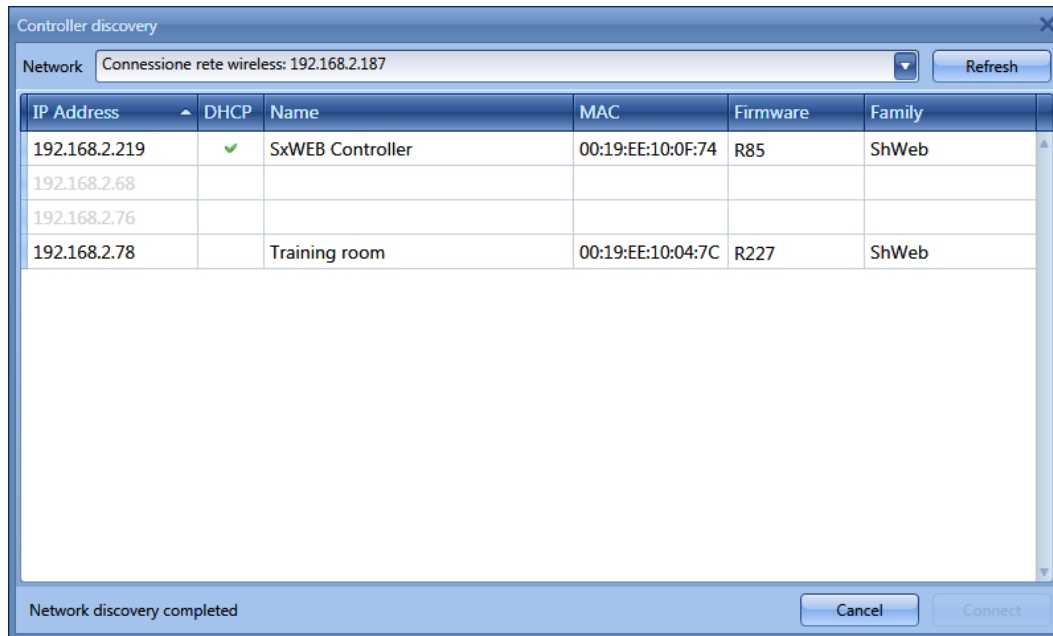 Controller discovery
Network Connessione rete wireless: 192.168.2.187 Refresh
IP Address DHCP Name MAC Firmware Family
192.168.2.219 SxWEB Controller 00:19:EE:10:0F:74 R85 ShWeb
192.168.2.68
192.168.2.76
192.168.2.78 Training room 00:19:EE:10:04:7C R227 ShWeb
Network discovery completed Cancel Connect